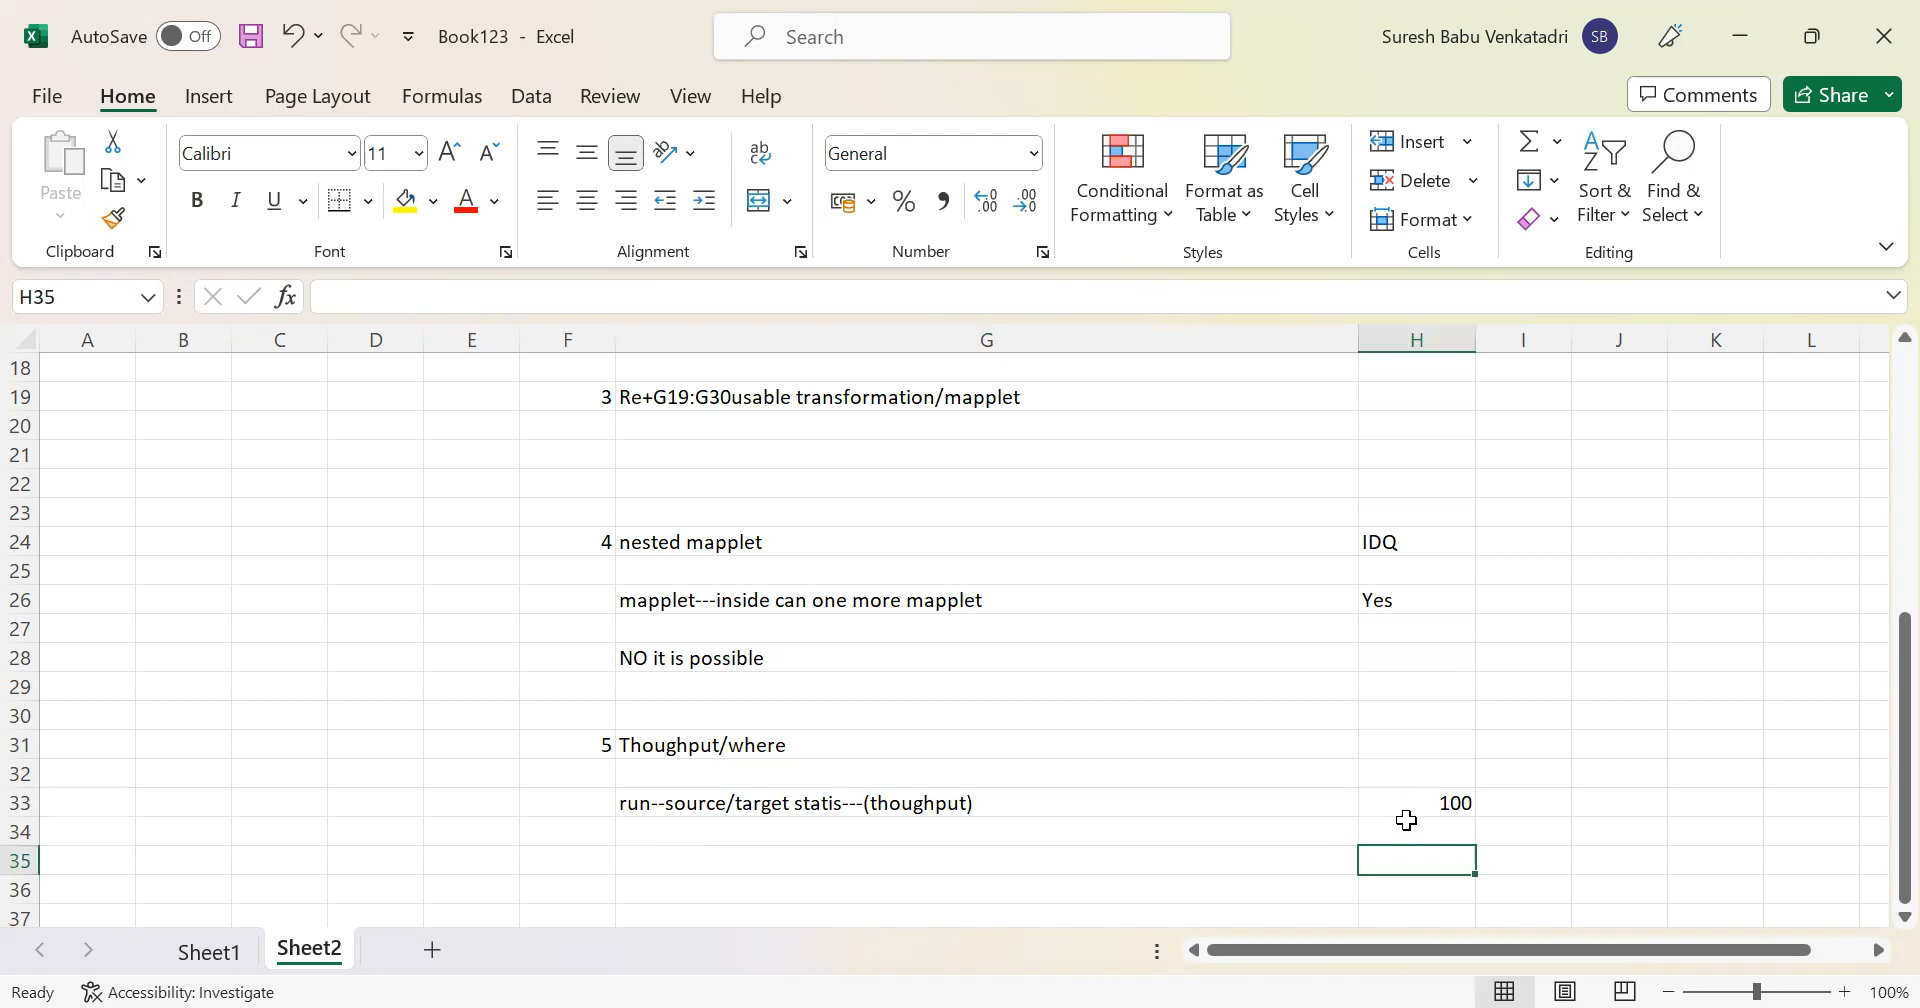 AutoSave Off Book123 - Excel Search Suresh Babu Venkatadri SB
File Home Insert Page Layout Formulas Data Review View Help Comments Share
Paste
Clipboard
Calibri 11
B I U A
Font
ab
Alignment
General
% .00
Number
Conditional Formatting
Format as Table
Cell Styles
Styles
Insert
Delete
Format
Cells
Sort & Filter
Find & Select
Editing
H35 fx
A B C D E F G H I J K L
18
19 3 Re+G19:G30usable transformation/mapplet
20
21
22
23
24 4 nested mapplet IDQ
25
26 mapplet---inside can one more mapplet Yes
27
28 NO it is possible
29
30
31 5 Thoughput/where
32
33 run--source/target statis---(thoughput) 100
34
35
36
37
Sheet1 Sheet2
Ready Accessibility: Investigate 100%